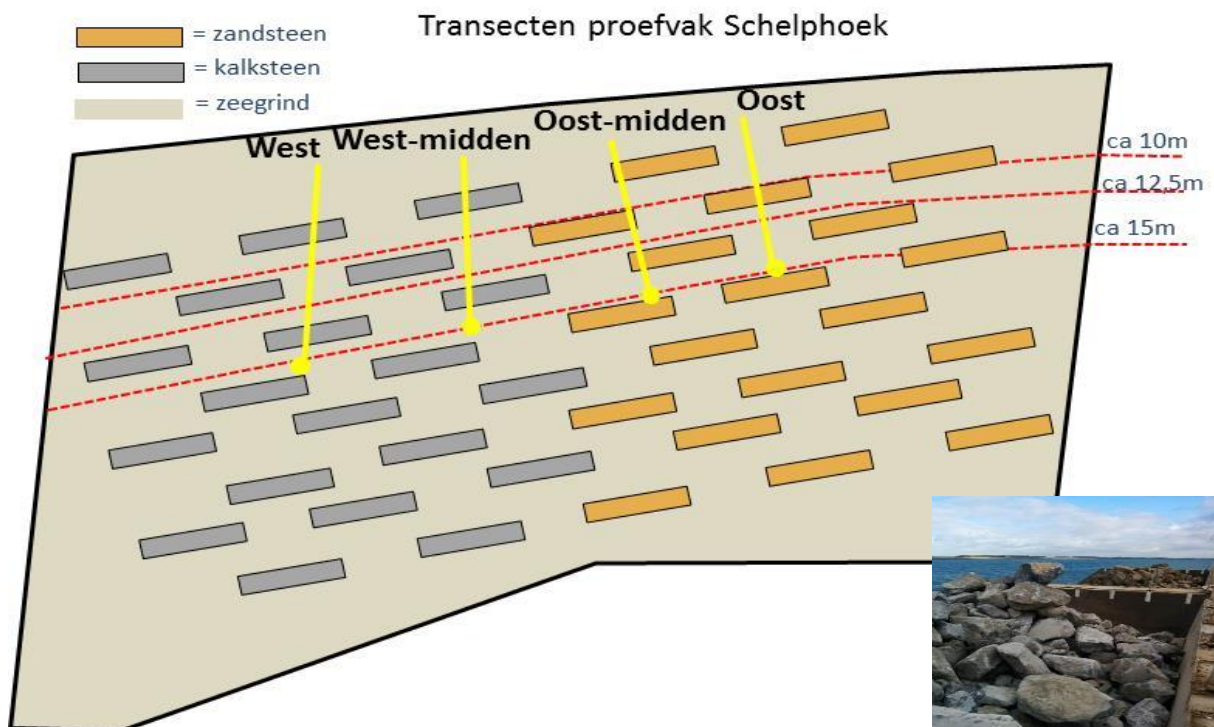 Transecten proefvak Schelphoek
= zandsteen
= kalksteen
= zeegrind
West
West-midden
Oost-midden
Oost
ca 10m
ca 12,5m
ca 15m